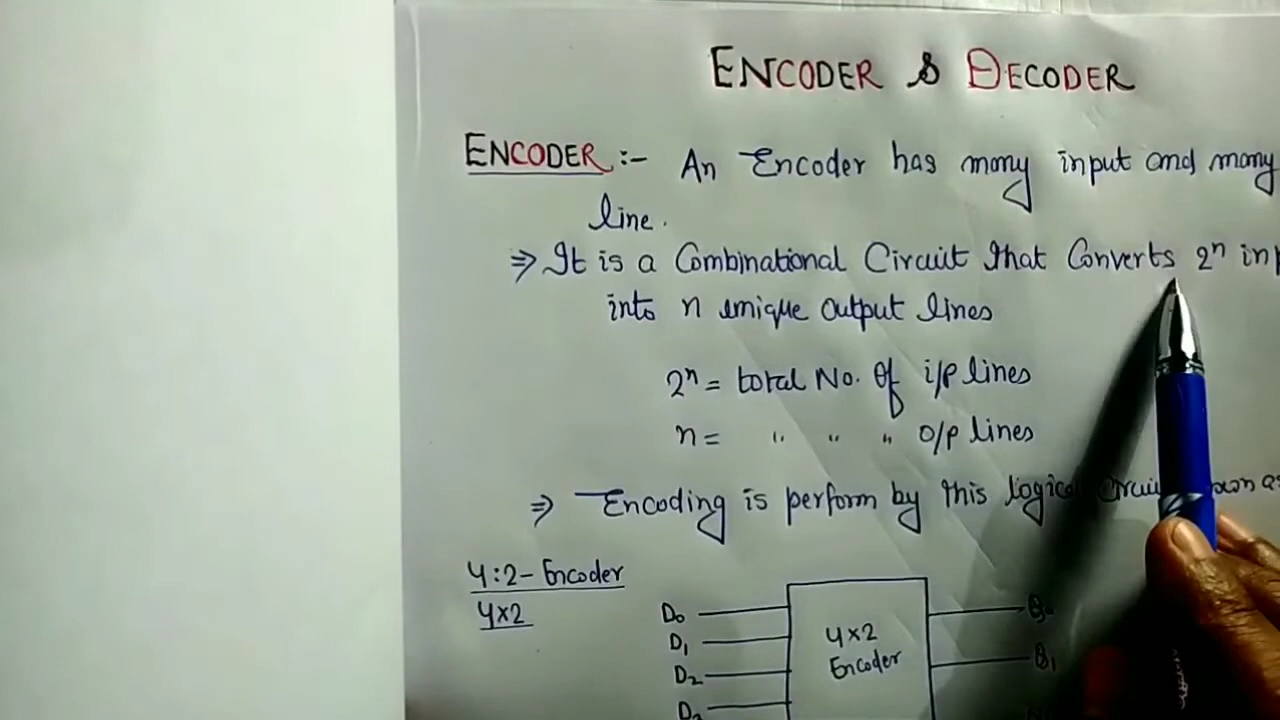 ENCODER & DECODER
ENCODER :- An Encoder has many input and many
line.
⇒ It is a Combinational Circuit that Converts 2ⁿ inp
into n unique output lines
2ⁿ = total No. of i/p lines
n = " " " o/p lines
⇒ Encoding is perform by this logical
4:2 - Encoder
4×2
D₀
D₁
D₂
4×2
Encoder